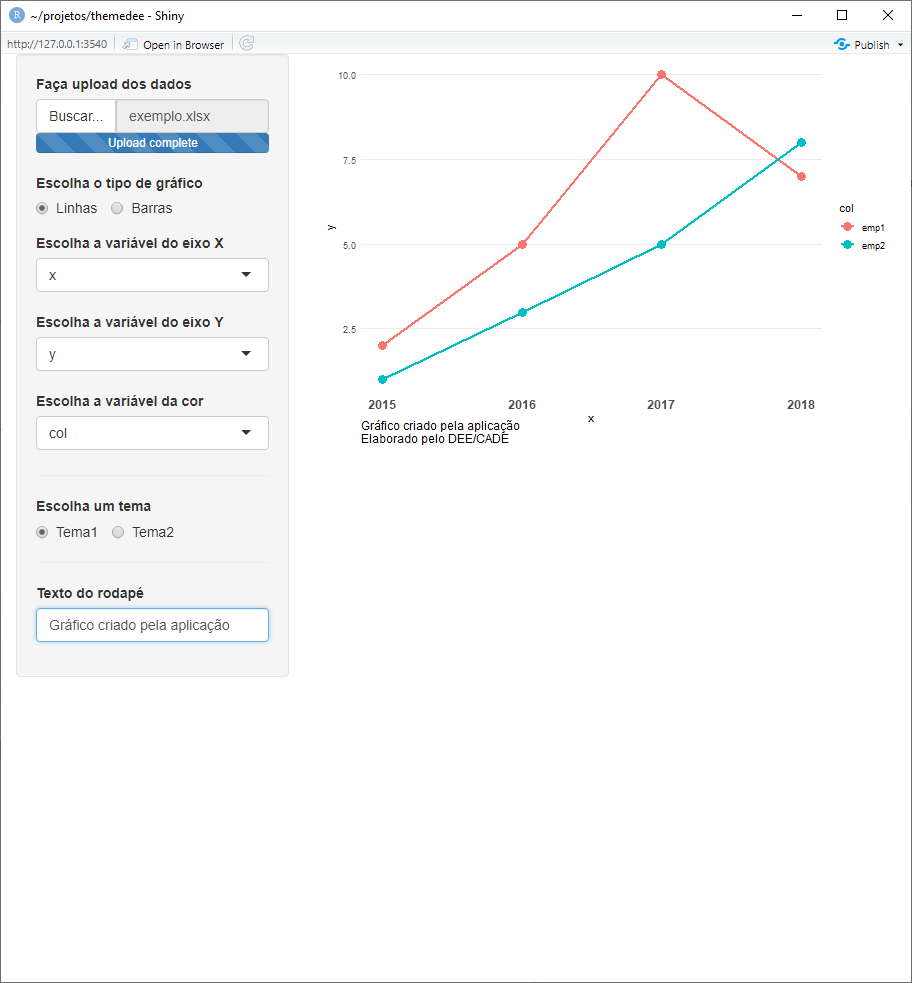 R ~/projetos/themedee - Shiny
http://127.0.0.1:3540 Open in Browser Publish
Faça upload dos dados
Buscar... exemplo.xlsx
Upload complete
Escolha o tipo de gráfico
Linhas Barras
Escolha a variável do eixo X
x
Escolha a variável do eixo Y
y
Escolha a variável da cor
col
Escolha um tema
Tema1 Tema2
Texto do rodapé
Gráfico criado pela aplicação
10.0
7.5
5.0
2.5
y
2015 2016 2017 2018
x
Gráfico criado pela aplicação
Elaborado pelo DEE/CADE
col
emp1
emp2